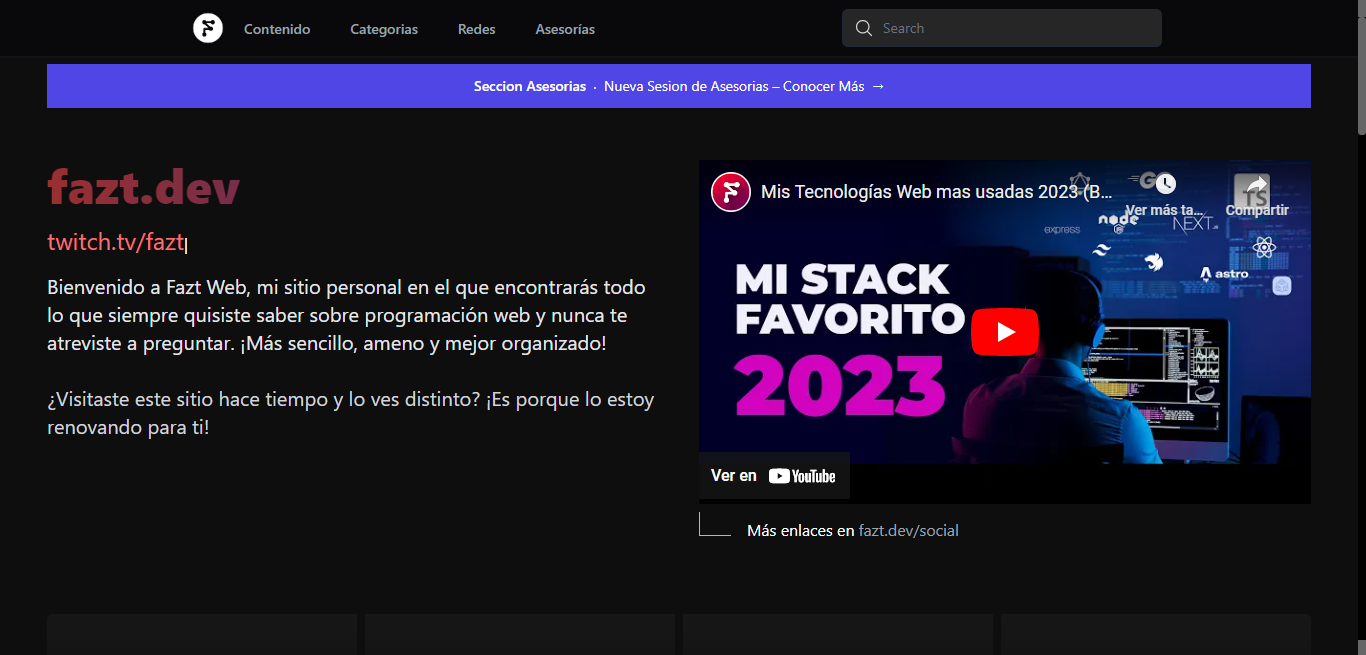 Contenido
Categorias
Redes
Asesorías
Search
Seccion Asesorias · Nueva Sesion de Asesorias – Conocer Más →
fazt.dev
twitch.tv/fazt
Bienvenido a Fazt Web, mi sitio personal en el que encontrarás todo
lo que siempre quisiste saber sobre programación web y nunca te
atreviste a preguntar. ¡Más sencillo, ameno y mejor organizado!
¿Visitaste este sitio hace tiempo y lo ves distinto? ¡Es porque lo estoy
renovando para ti!
Mis Tecnologías Web mas usadas 2023 (B...
Ver más ta...
Compartir
GO
TS
express
node
JS
NEXT.JS
astro
MI STACK
FAVORITO
2023
Ver en YouTube
Más enlaces en fazt.dev/social